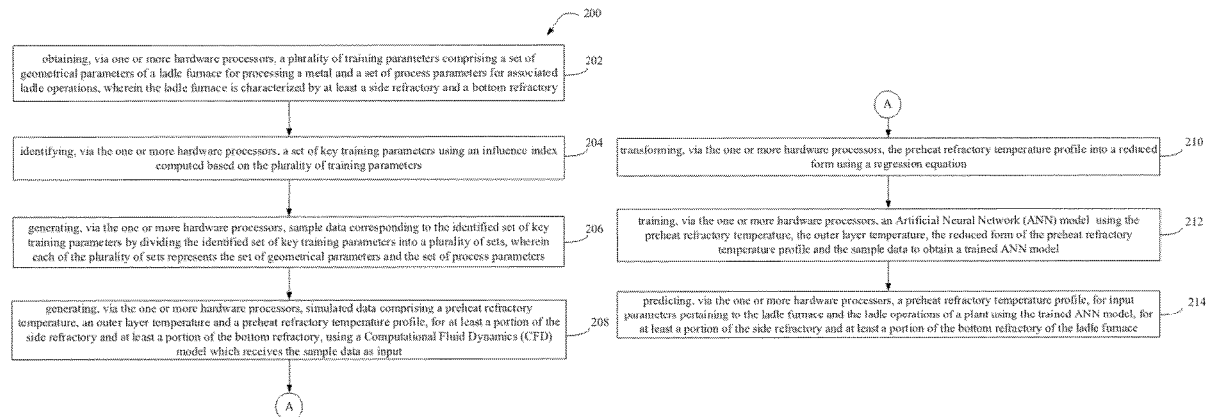 200
obtaining, via one or more hardware processors, a plurality of training parameters comprising a set of
geometrical parameters of a ladle furnace for processing a metal and a set of process parameters for associated
ladle operations, wherein the ladle furnace is characterized by at least a side refractory and a bottom refractory
202
identifying, via the one or more hardware processors, a set of key training parameters using an influence index
computed based on the plurality of training parameters
204
generating, via the one or more hardware processors, sample data corresponding to the identified set of key
training parameters by dividing the identified set of key training parameters into a plurality of sets, wherein
each of the plurality of sets represents the set of geometrical parameters and the set of process parameters
206
generating, via the one or more hardware processors, simulated data comprising a preheat refractory
temperature, an outer layer temperature and a preheat refractory temperature profile, for at least a portion of the
side refractory and at least a portion of the bottom refractory, using a Computational Fluid Dynamics (CFD)
model which receives the sample data as input
208
A
A
transforming, via the one or more hardware processors, the preheat refractory temperature profile into a reduced
form using a regression equation
210
training, via the one or more hardware processors, an Artificial Neural Network (ANN) model using the
preheat refractory temperature, the outer layer temperature, the reduced form of the preheat refractory
temperature profile and the sample data to obtain a trained ANN model
212
predicting, via the one or more hardware processors, a preheat refractory temperature profile, for input
parameters pertaining to the ladle furnace and the ladle operations of a plant using the trained ANN model, for
at least a portion of the side refractory and at least a portion of the bottom refractory of the ladle furnace
214